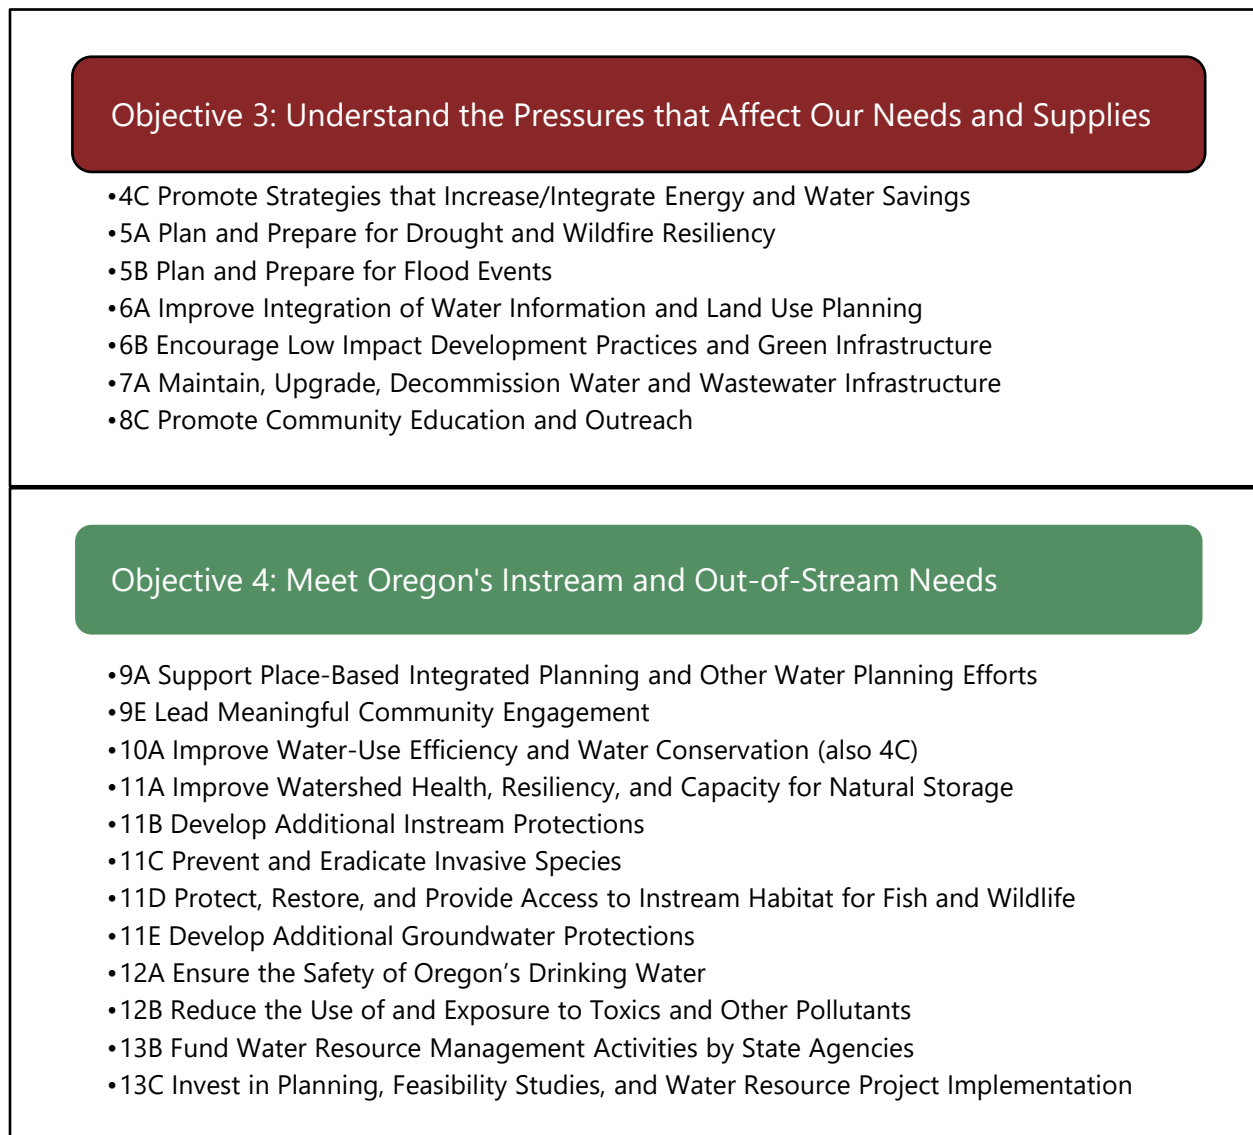 Objective 3: Understand the Pressures that Affect Our Needs and Supplies
•4C Promote Strategies that Increase/Integrate Energy and Water Savings
•5A Plan and Prepare for Drought and Wildfire Resiliency
•5B Plan and Prepare for Flood Events
•6A Improve Integration of Water Information and Land Use Planning
•6B Encourage Low Impact Development Practices and Green Infrastructure
•7A Maintain, Upgrade, Decommission Water and Wastewater Infrastructure
•8C Promote Community Education and Outreach
Objective 4: Meet Oregon's Instream and Out-of-Stream Needs
•9A Support Place-Based Integrated Planning and Other Water Planning Efforts
•9E Lead Meaningful Community Engagement
•10A Improve Water-Use Efficiency and Water Conservation (also 4C)
•11A Improve Watershed Health, Resiliency, and Capacity for Natural Storage
•11B Develop Additional Instream Protections
•11C Prevent and Eradicate Invasive Species
•11D Protect, Restore, and Provide Access to Instream Habitat for Fish and Wildlife
•11E Develop Additional Groundwater Protections
•12A Ensure the Safety of Oregon’s Drinking Water
•12B Reduce the Use of and Exposure to Toxics and Other Pollutants
•13B Fund Water Resource Management Activities by State Agencies
•13C Invest in Planning, Feasibility Studies, and Water Resource Project Implementation